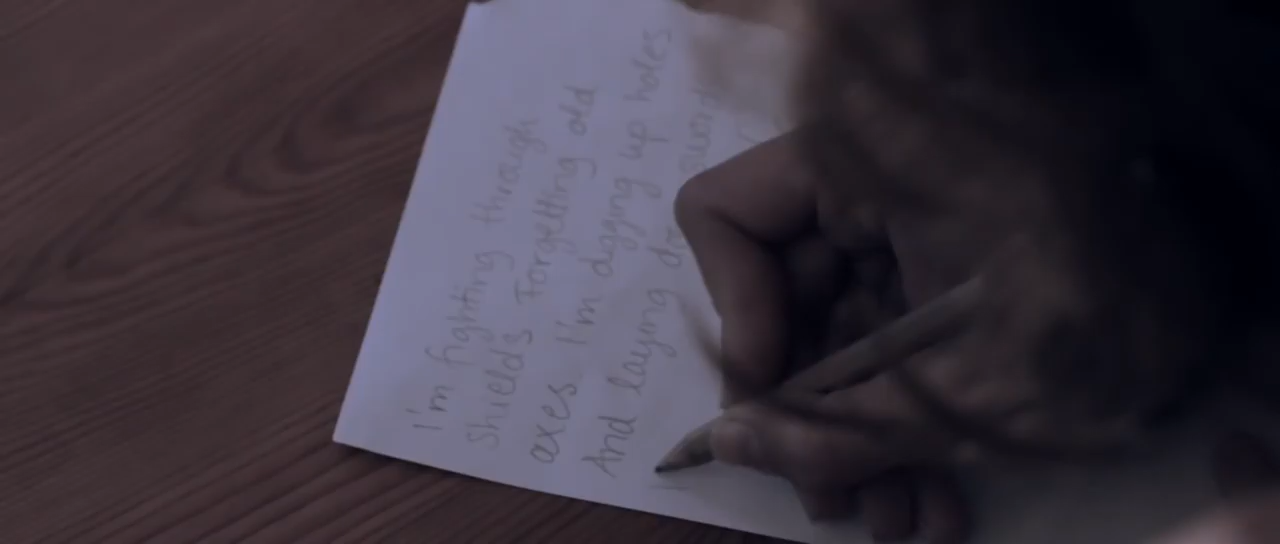 I'm fighting through
shields Forgetting old
axes I'm digging up holes
And laying